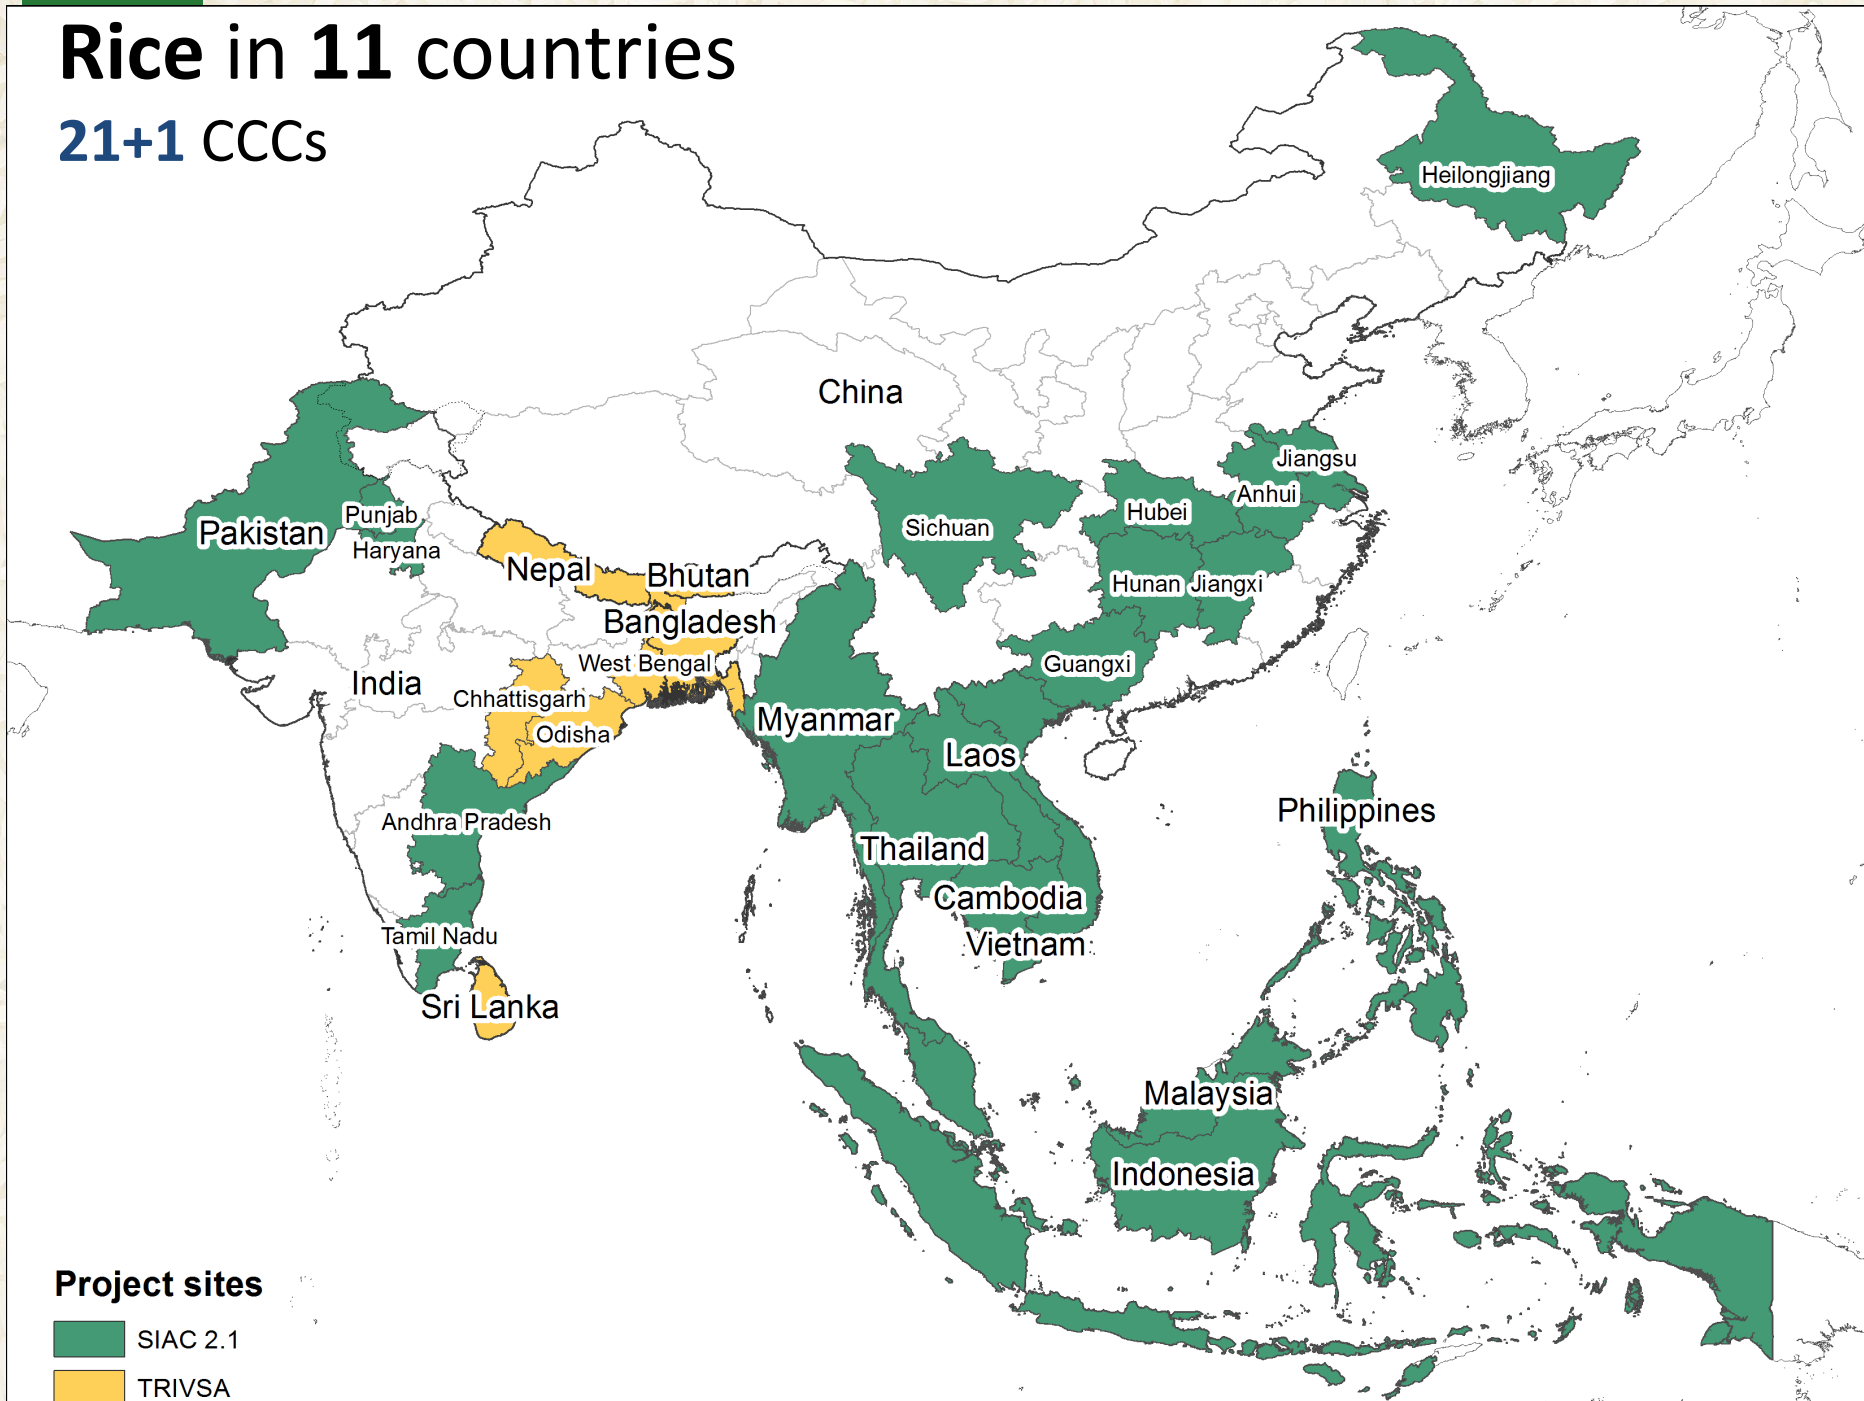 Rice in 11 countries
21+1 CCCs
Heilongjiang
China
Jiangsu
Anhui
Hubei
Sichuan
Punjab
Pakistan
Haryana
Nepal
Bhutan
Hunan
Jiangxi
Bangladesh
West Bengal
Guangxi
India
Chhattisgarh
Odisha
Myanmar
Laos
Philippines
Andhra Pradesh
Thailand
Cambodia
Tamil Nadu
Vietnam
Sri Lanka
Malaysia
Indonesia
Project sites
SIAC 2.1
TRIVSA